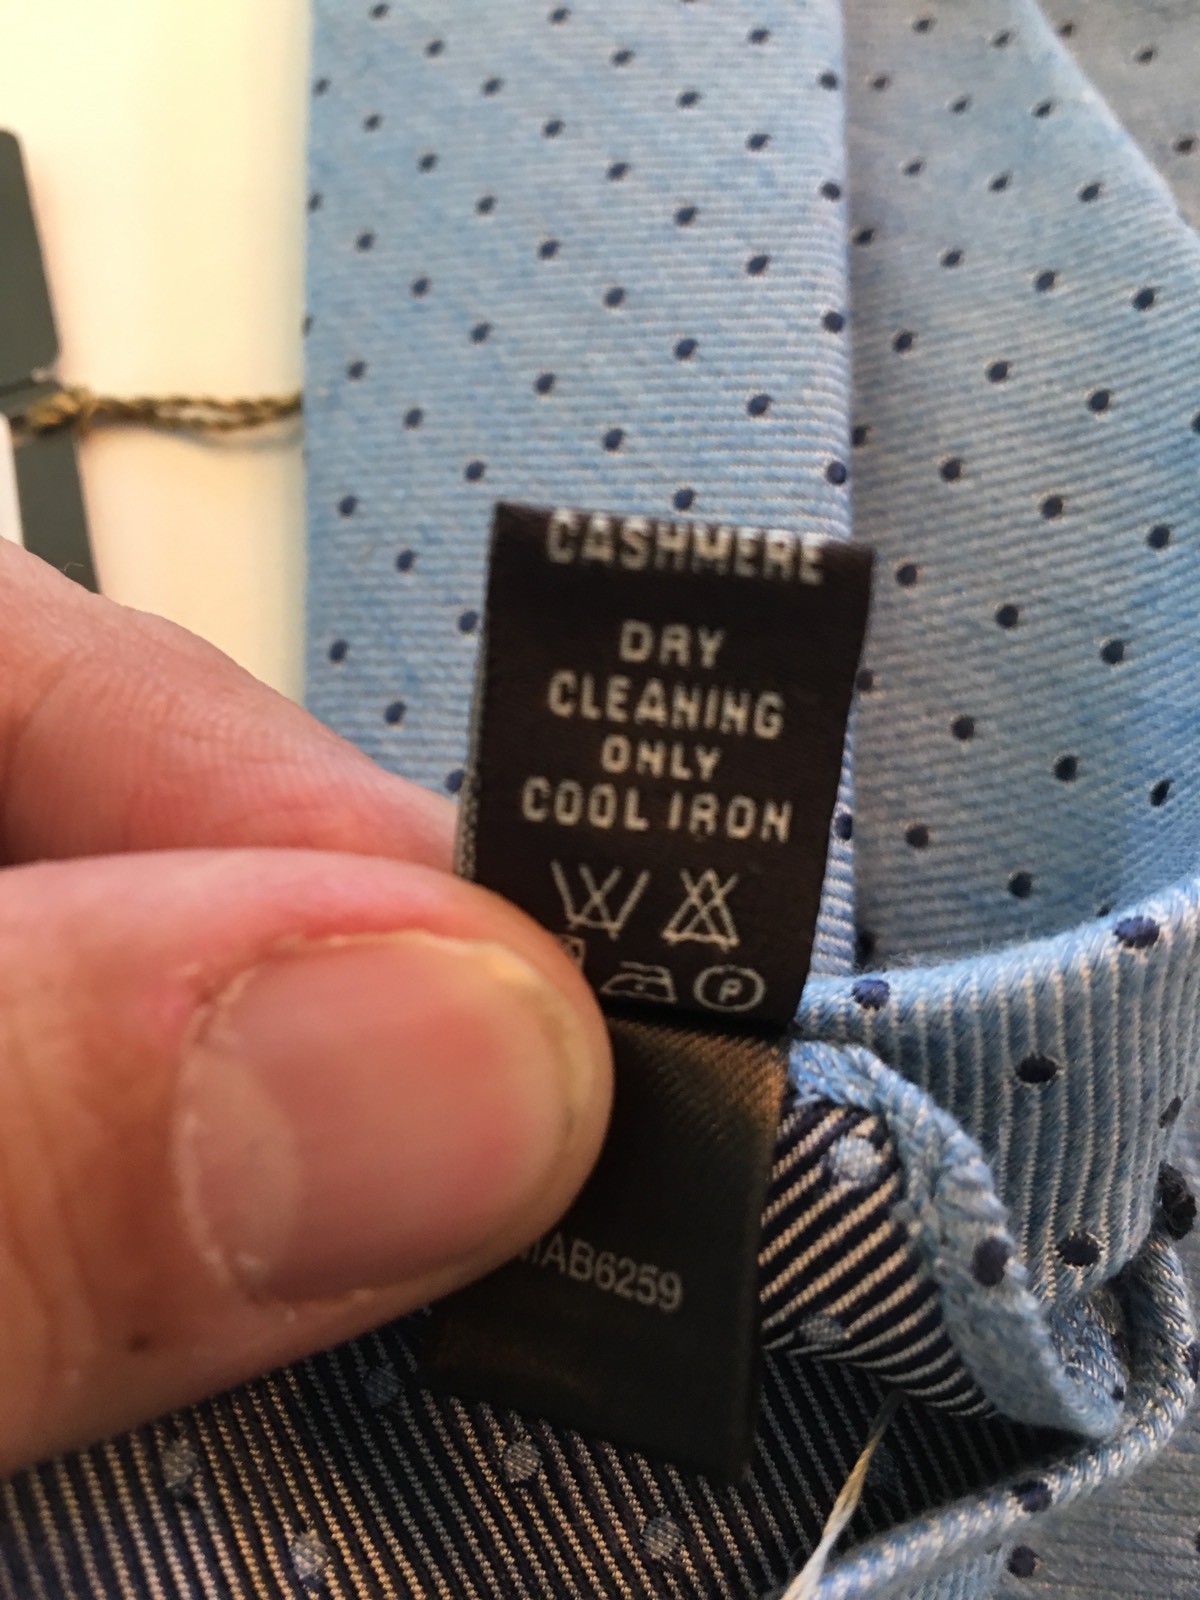 CASHMERE
DRY
CLEANING
ONLY
COOL IRON
P